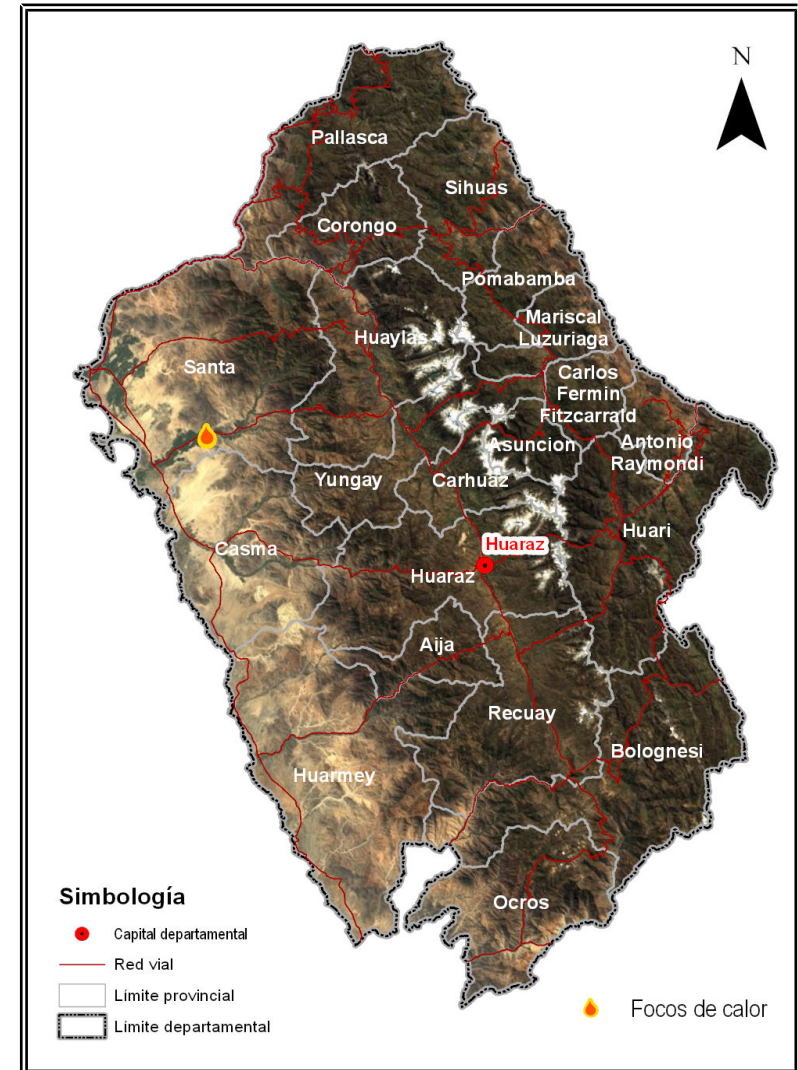 N
Pallasca
Sihuas
Corongo
Pomabamba
Mariscal
Luzuriaga
Huaylas
Santa
Carlos
Fermin
Fitzcarrald
Asuncion
Antonio
Raymondi
Yungay
Carhuaz
Huari
Casma
Huaraz
Huaraz
Aija
Recuay
Bolognesi
Huarmey
Ocros
Simbología
Capital departamental
Red vial
Límite provincial
Límite departamental
Focos de calor